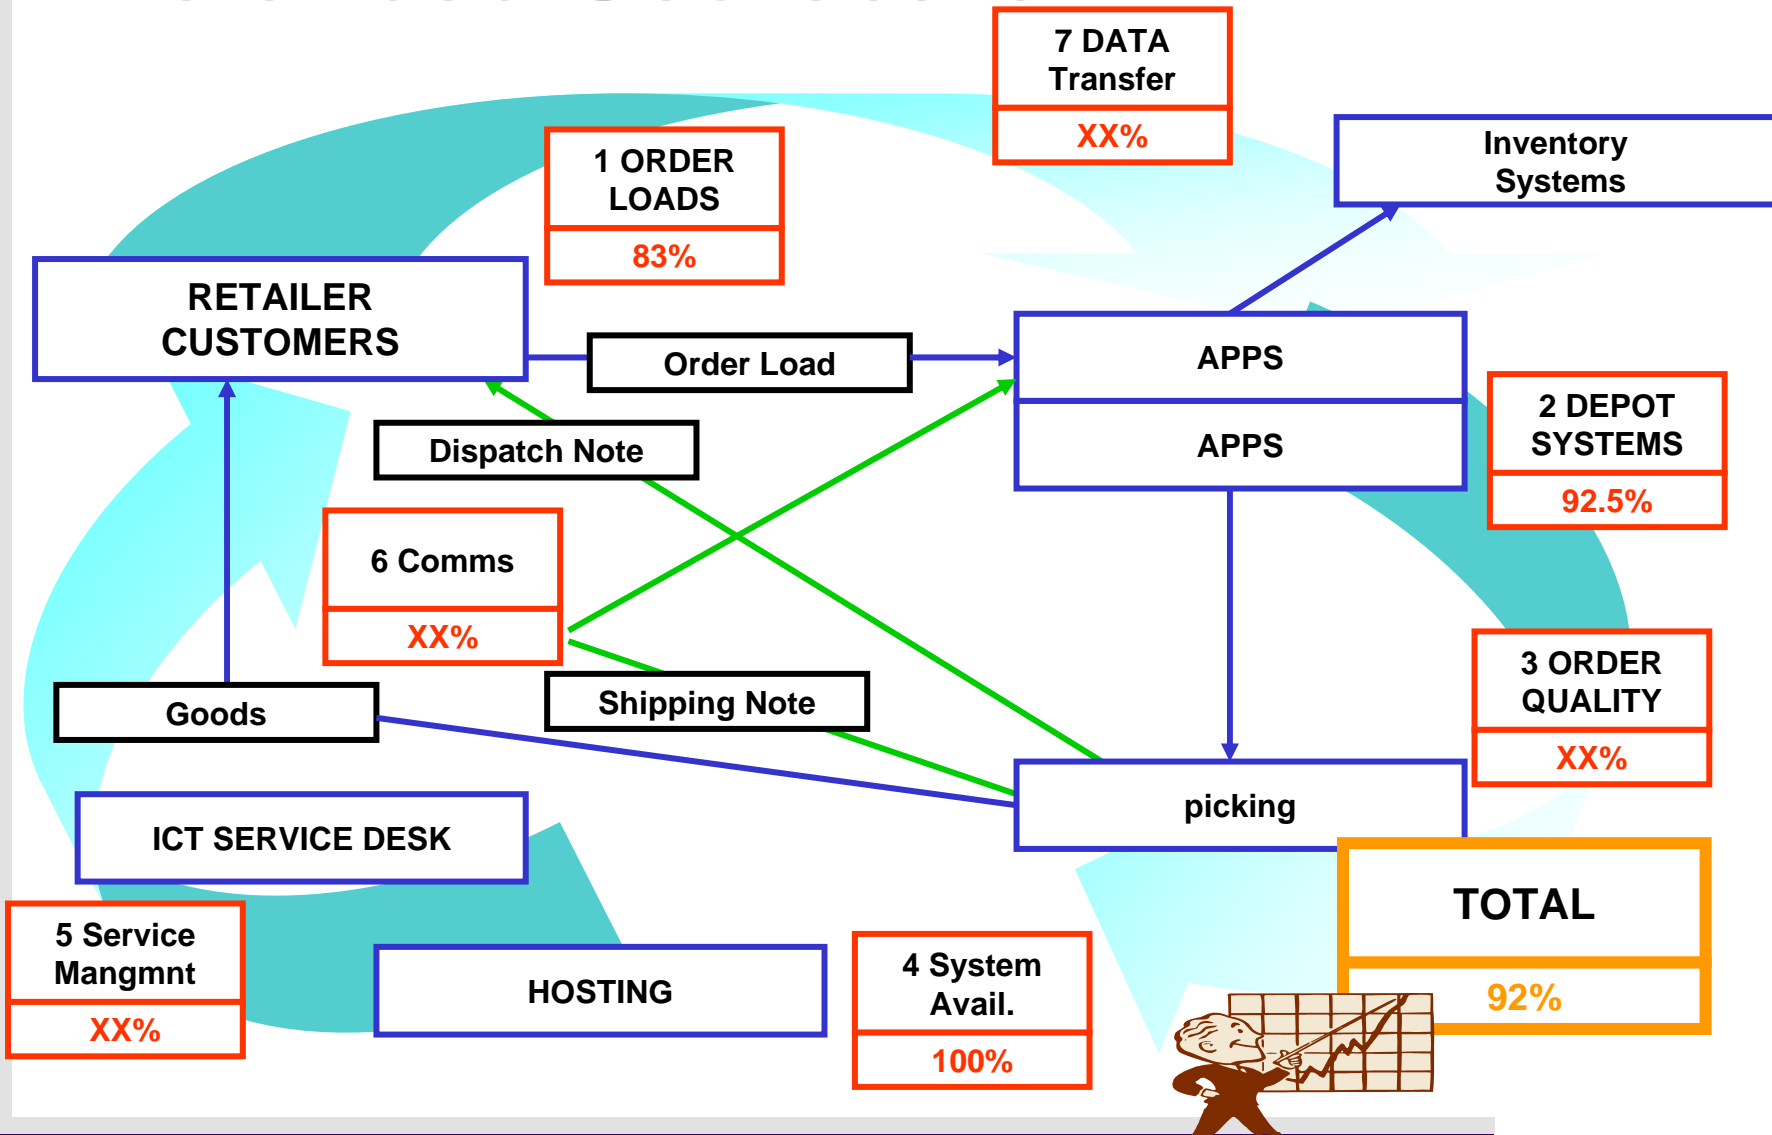 7 DATA
Transfer
XX%
1 ORDER
LOADS
83%
Inventory
Systems
RETAILER
CUSTOMERS
Order Load
APPS
APPS
2 DEPOT
SYSTEMS
92.5%
Dispatch Note
6 Comms
XX%
Shipping Note
Goods
3 ORDER
QUALITY
XX%
picking
ICT SERVICE DESK
TOTAL
92%
5 Service
Mangmnt
XX%
HOSTING
4 System
Avail.
100%